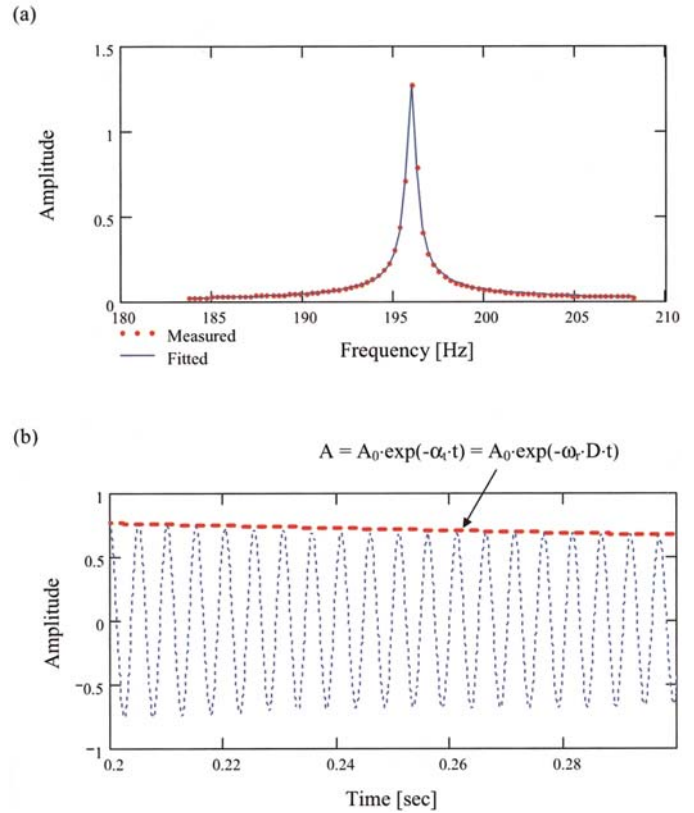 (a)
1.5
1
0.5
0
Amplitude
180
185
190
195
200
205
210
Measured
Fitted
Frequency [Hz]
(b)
A = A₀·exp(-αₜ·t) = A₀·exp(-ωᵣ·D·t)
1
0.5
0
−0.5
−1
Amplitude
0.2
0.22
0.24
0.26
0.28
Time [sec]